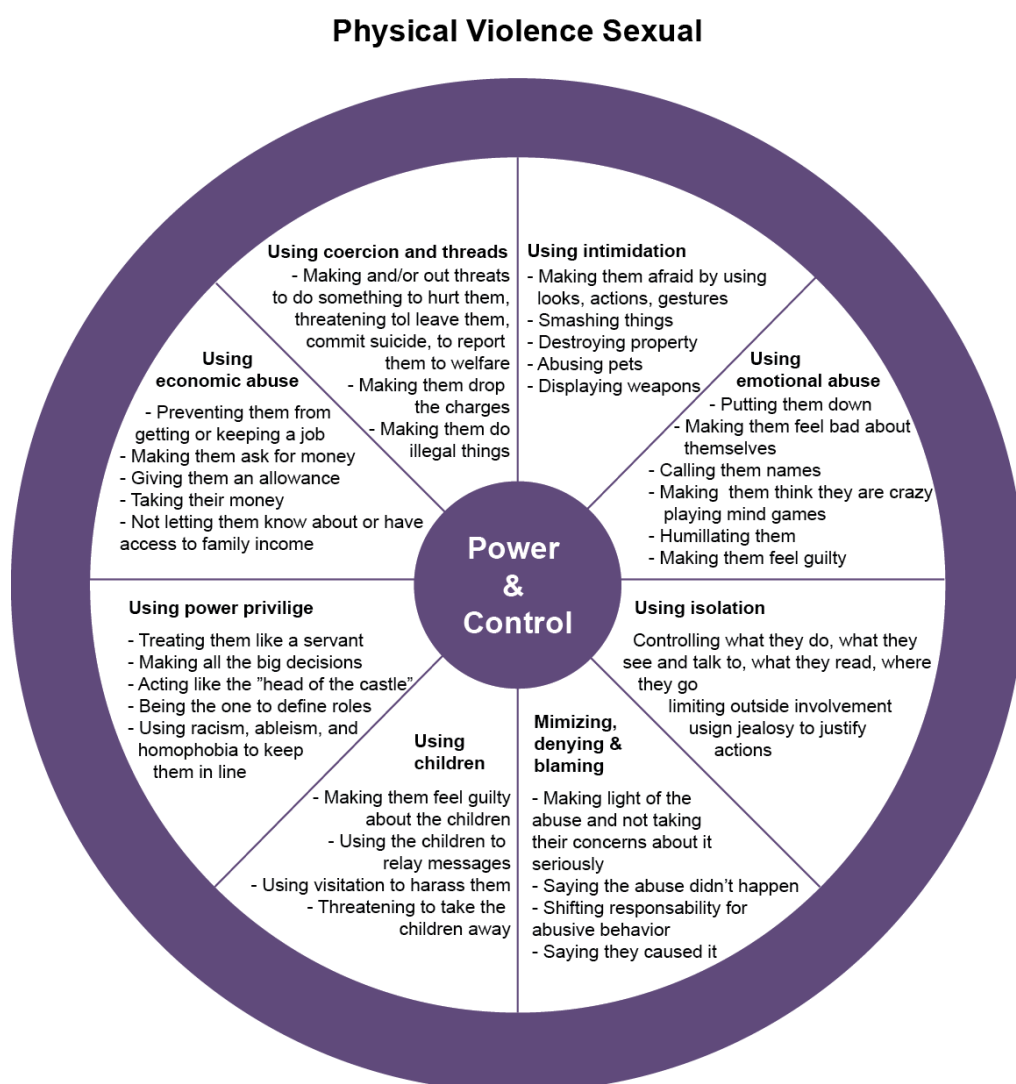 Physical Violence Sexual
Using coercion and threads
- Making and/or out threats
to do something to hurt them,
threatening tol leave them,
commit suicide, to report
them to welfare
- Making them drop
the charges
- Making them do
illegal things
Using intimidation
- Making them afraid by using
looks, actions, gestures
- Smashing things
- Destroying property
- Abusing pets
- Displaying weapons
Using
emotional abuse
- Putting them down
- Making them feel bad about
themselves
- Calling them names
- Making them think they are crazy
playing mind games
- Humillating them
- Making them feel guilty
Using isolation
Controlling what they do, what they
see and talk to, what they read, where
they go
limiting outside involvement
usign jealosy to justify
actions
Mimizing,
denying &
blaming
- Making light of the
abuse and not taking
their concerns about it
seriously
- Saying the abuse didn't happen
- Shifting responsability for
abusive behavior
- Saying they caused it
Using
children
- Making them feel guilty
about the children
- Using the children to
relay messages
- Using visitation to harass them
- Threatening to take the
children away
Using power privilige
- Treating them like a servant
- Making all the big decisions
- Acting like the ”head of the castle”
- Being the one to define roles
- Using racism, ableism, and
homophobia to keep
them in line
Using
economic abuse
- Preventing them from
getting or keeping a job
- Making them ask for money
- Giving them an allowance
- Taking their money
- Not letting them know about or have
access to family income
Power
&
Control